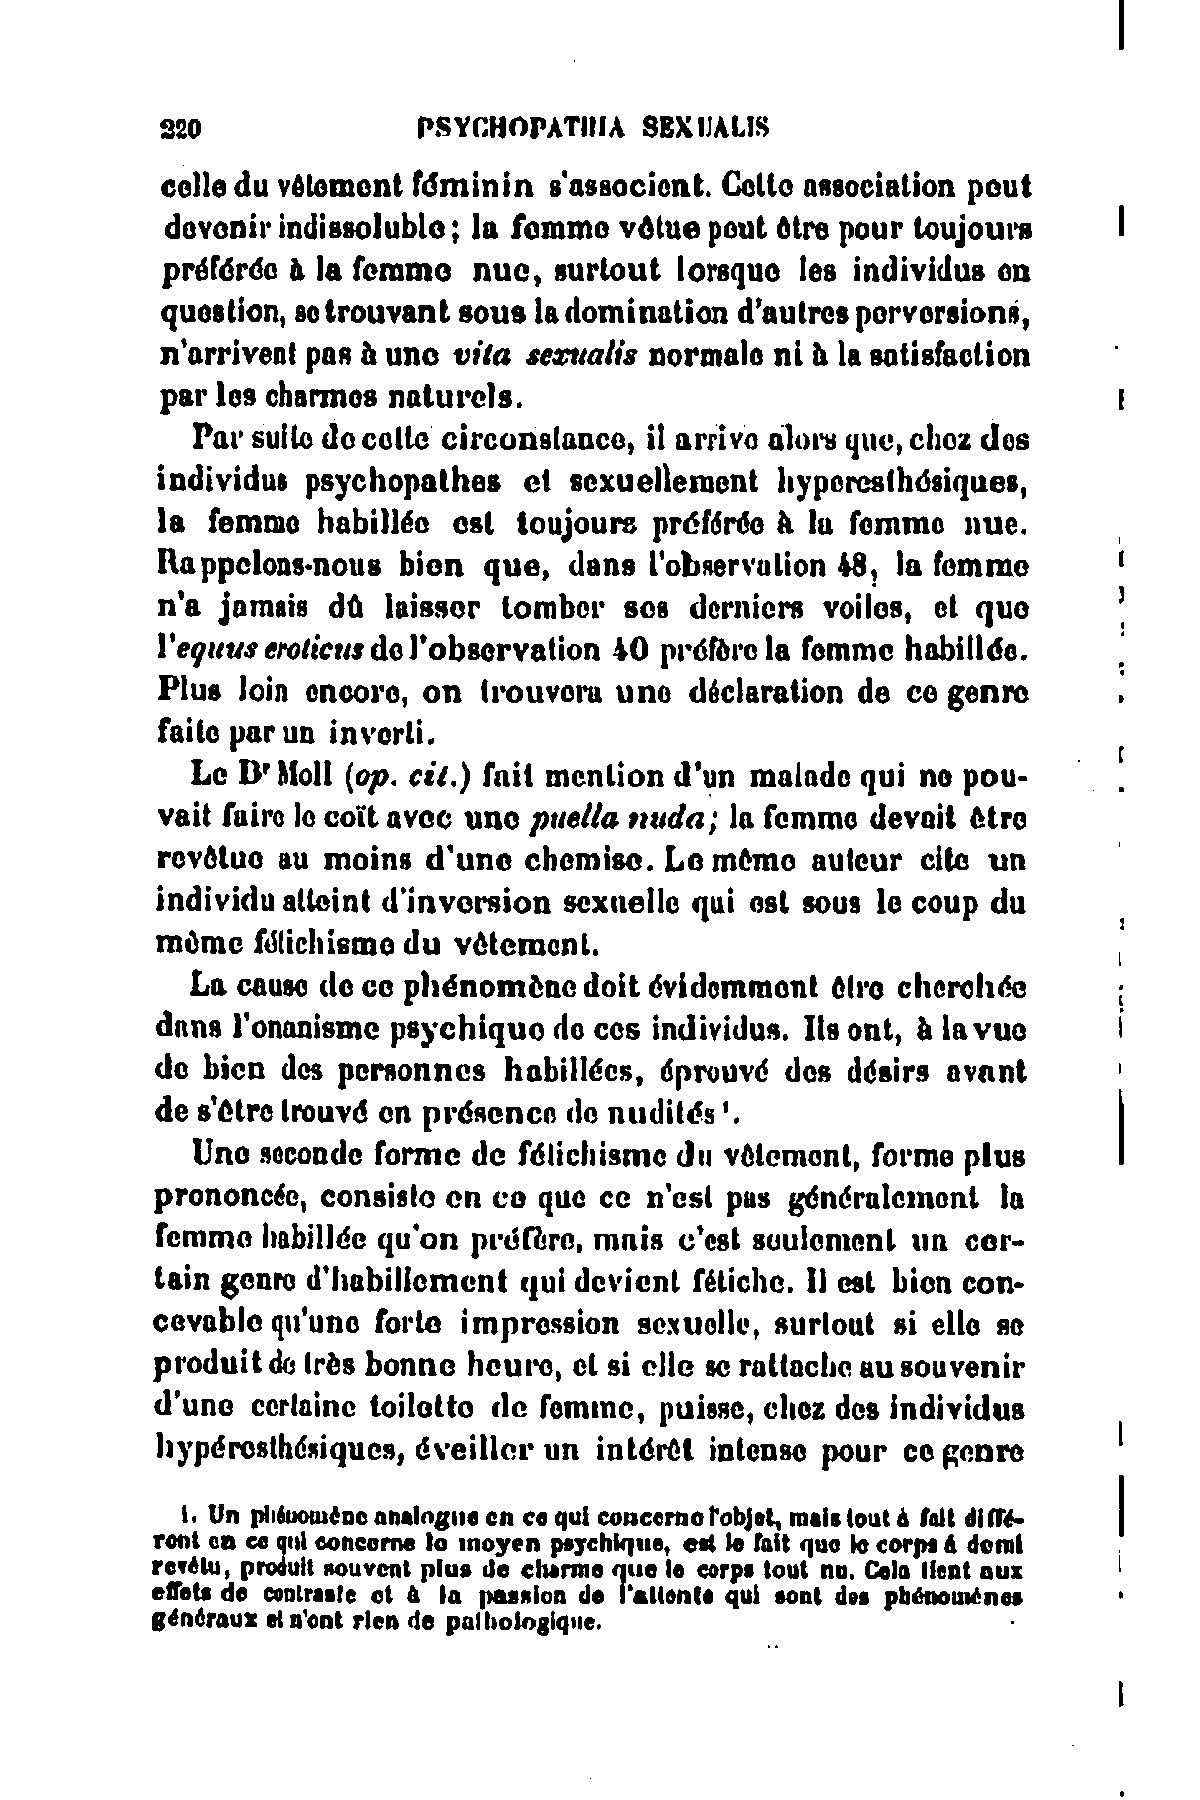 220 PSYCHOPATHIA SEXUALIS
celle du vêtement féminin s'associent. Cette association peut
devenir indissoluble ; la femme vêtue peut être pour toujours
préférée à la femme nue, surtout lorsque les individus en
question, se trouvant sous la domination d'autres perversions,
n'arrivent pas à une vita sexualis normale ni à la satisfaction
par les charmes naturels.
Par suite de cette circonstance, il arrive alors que, chez des
individus psychopathes et sexuellement hyperesthésiques,
la femme habillée est toujours préférée à la femme nue.
Rappelons-nous bien que, dans l'observation 48, la femme
n'a jamais dû laisser tomber ses derniers voiles, et que
l'equus eroticus de l'observation 40 préfère la femme habillée.
Plus loin encore, on trouvera une déclaration de ce genre
faite par un inverti.
Le Dr Moll (op. cit.) fait mention d'un malade qui ne pou-
vait faire le coït avec une puella nuda ; la femme devait être
revêtue au moins d'une chemise. Le même auteur cite un
individu atteint d'inversion sexuelle qui est sous le coup du
même fétichisme du vêtement.
La cause de ce phénomène doit évidemment être cherchée
dans l'onanisme psychique de ces individus. Ils ont, à la vue
de bien des personnes habillées, éprouvé des désirs avant
de s'être trouvé en présence de nudités ¹.
Une seconde forme de fétichisme du vêtement, forme plus
prononcée, consiste en ce que ce n'est pas généralement la
femme habillée qu'on préfère, mais c'est seulement un cer-
tain genre d'habillement qui devient fétiche. Il est bien con-
cevable qu'une forte impression sexuelle, surtout si elle se
produit de très bonne heure, et si elle se rattache au souvenir
d'une certaine toilette de femme, puisse, chez des individus
hypéresthésiques, éveiller un intérêt intense pour ce genre
1. Un phénomène analogue en ce qui concerne l'objet, mais tout à fait diffé-
rent en ce qui concerne le moyen psychique, est le fait que le corps à demi
revêtu, produit souvent plus de charme que le corps tout nu. Cela tient aux
effets de contraste et à la passion de l'attente qui sont des phénomènes
généraux et n'ont rien de pathologique.